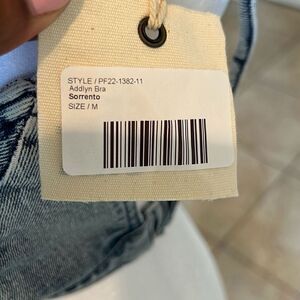 STYLE / PF22-1382-11
Addlyn Bra
Sorrento
SIZE / M